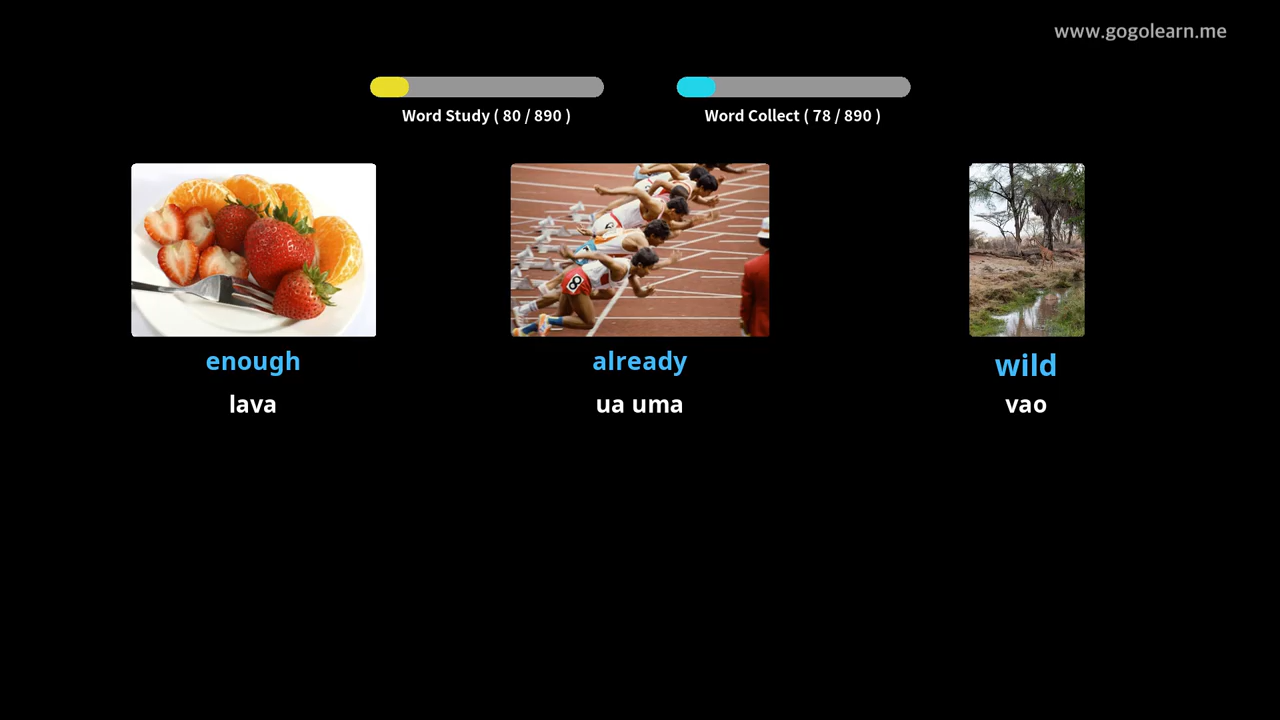 www.gogolearn.me
Word Study ( 80 / 890 )
Word Collect ( 78 / 890 )
enough
already
wild
lava
ua uma
vao